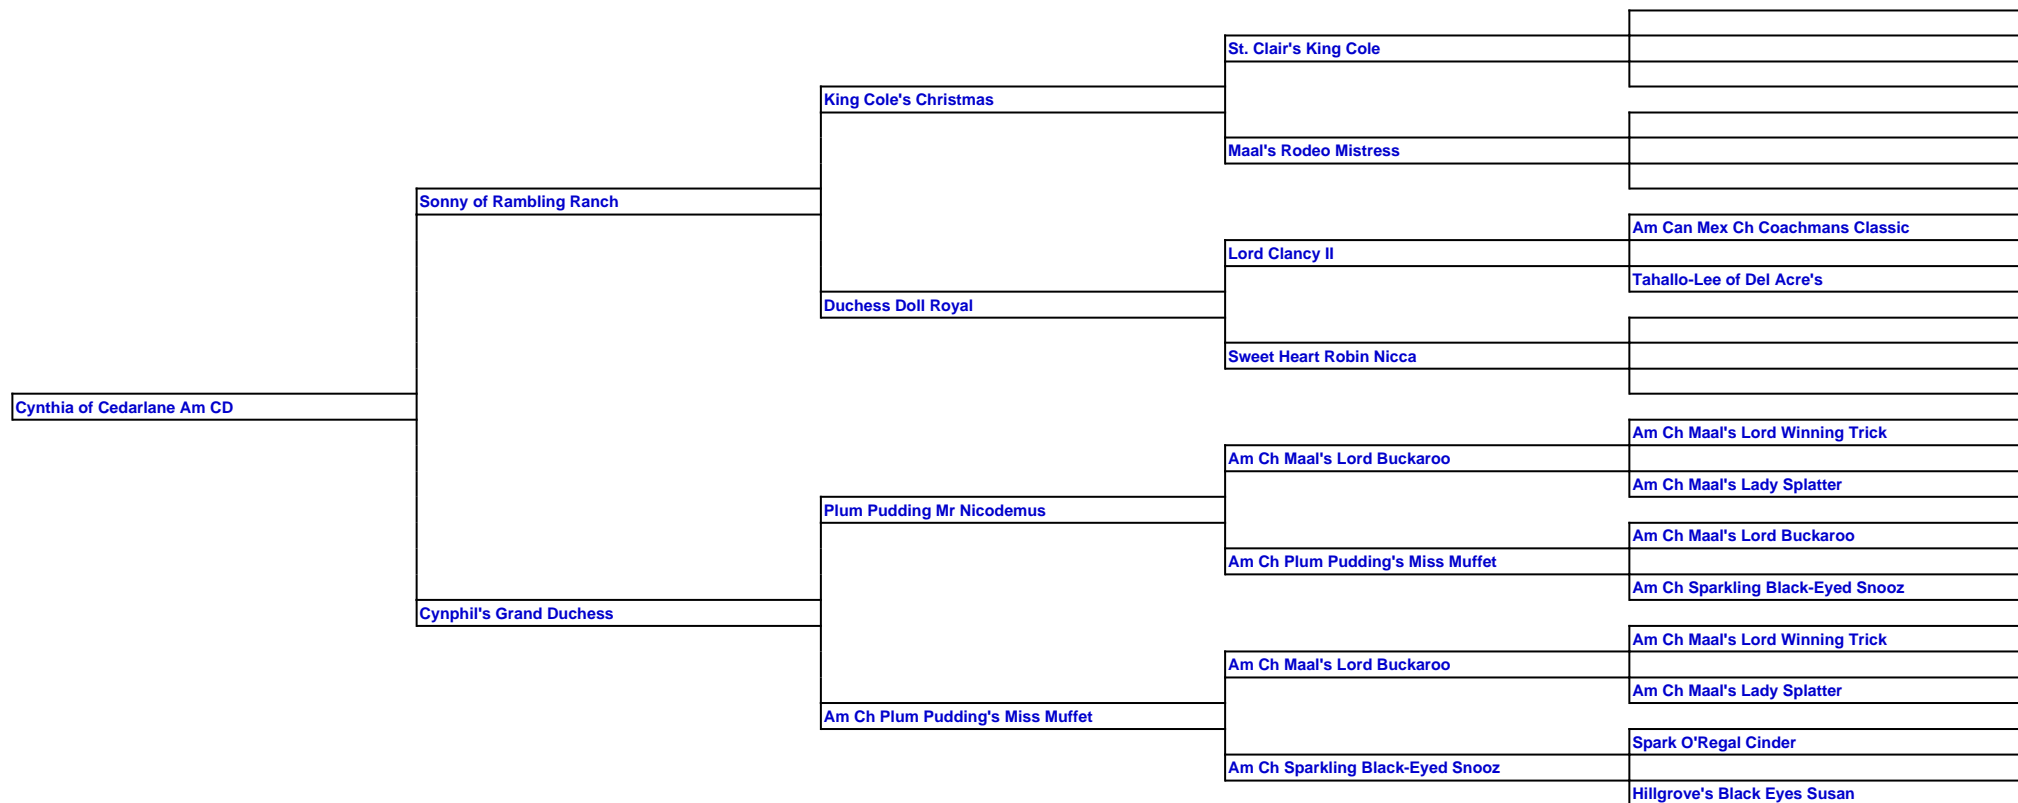 St. Clair's King Cole
King Cole's Christmas
Maal's Rodeo Mistress
Sonny of Rambling Ranch
Am Can Mex Ch Coachmans Classic
Lord Clancy II
Tahallo-Lee of Del Acre's
Duchess Doll Royal
Sweet Heart Robin Nicca
Cynthia of Cedarlane Am CD
Am Ch Maal's Lord Winning Trick
Am Ch Maal's Lord Buckaroo
Am Ch Maal's Lady Splatter
Plum Pudding Mr Nicodemus
Am Ch Maal's Lord Buckaroo
Am Ch Plum Pudding's Miss Muffet
Am Ch Sparkling Black-Eyed Snooz
Cynphil's Grand Duchess
Am Ch Maal's Lord Winning Trick
Am Ch Maal's Lord Buckaroo
Am Ch Maal's Lady Splatter
Am Ch Plum Pudding's Miss Muffet
Spark O'Regal Cinder
Am Ch Sparkling Black-Eyed Snooz
Hillgrove's Black Eyes Susan